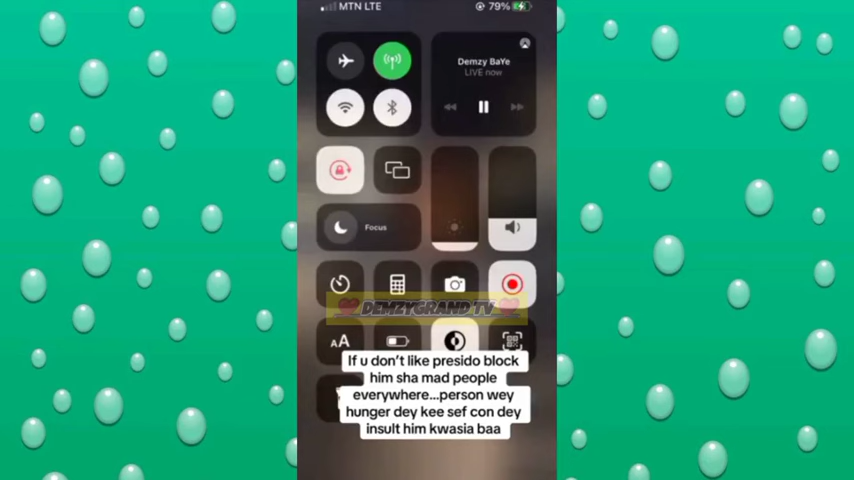 MTN LTE
79%
Demzy BaYe
LIVE now
Focus
❤️ DEMZYGRAND TV ❤️
AA
If u don't like presido block
him sha mad people
everywhere...person wey
hunger dey kee sef con dey
insult him kwasia baa